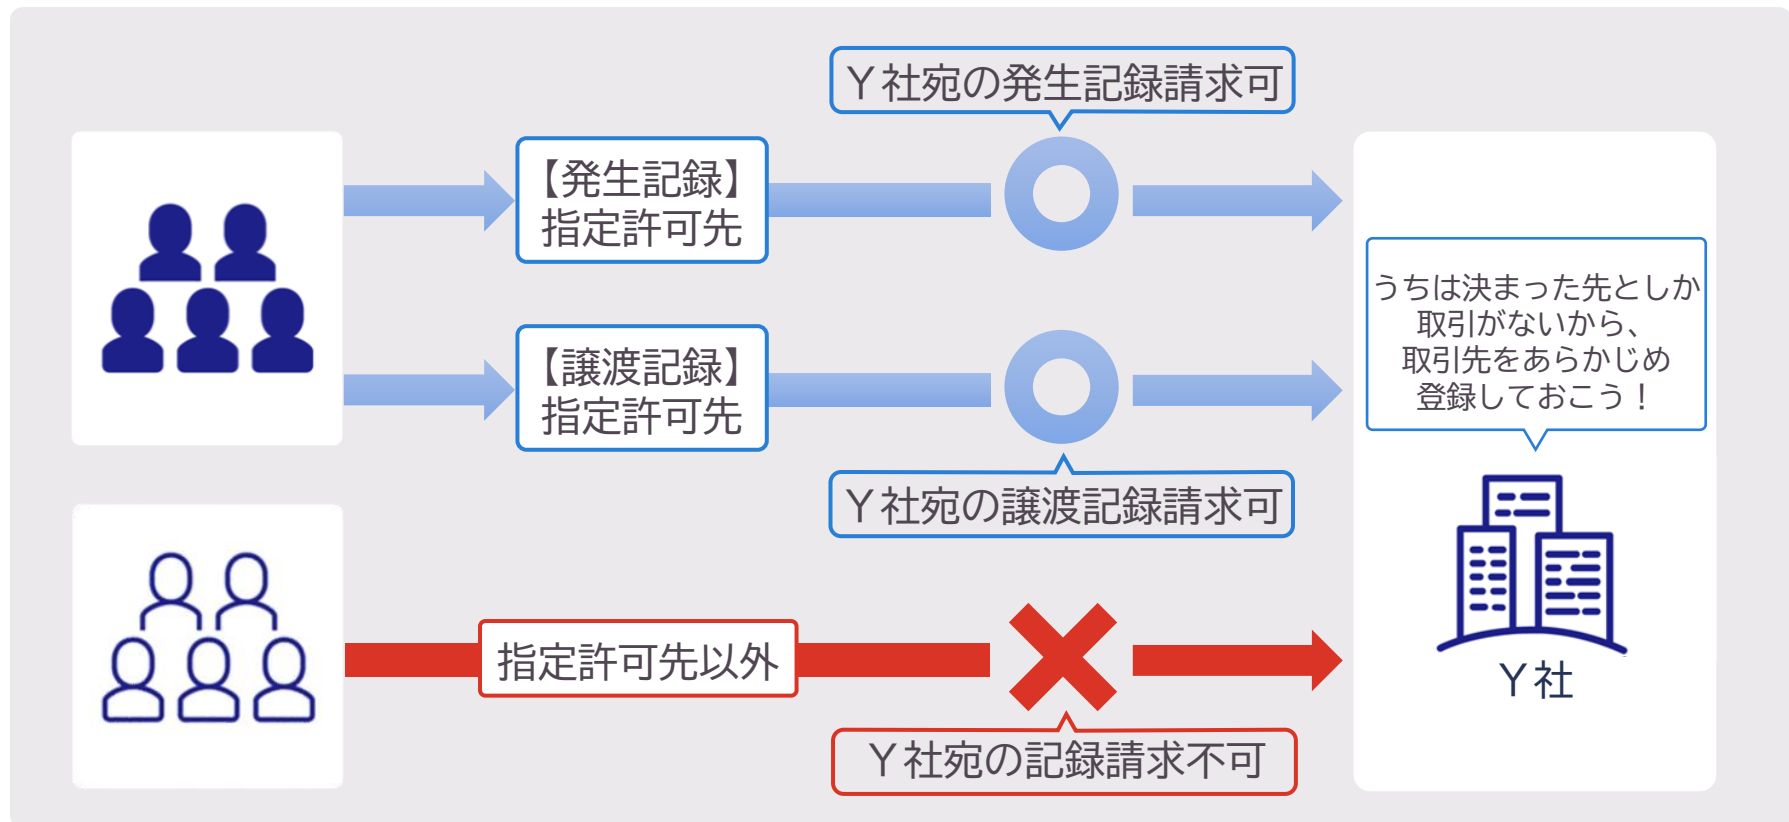 Y社宛の発生記録請求可
【発生記録】
指定許可先
【譲渡記録】
指定許可先
Y社宛の譲渡記録請求可
指定許可先以外
Y社宛の記録請求不可
うちは決まった先としか
取引がないから、
取引先をあらかじめ
登録しておこう！
Y社